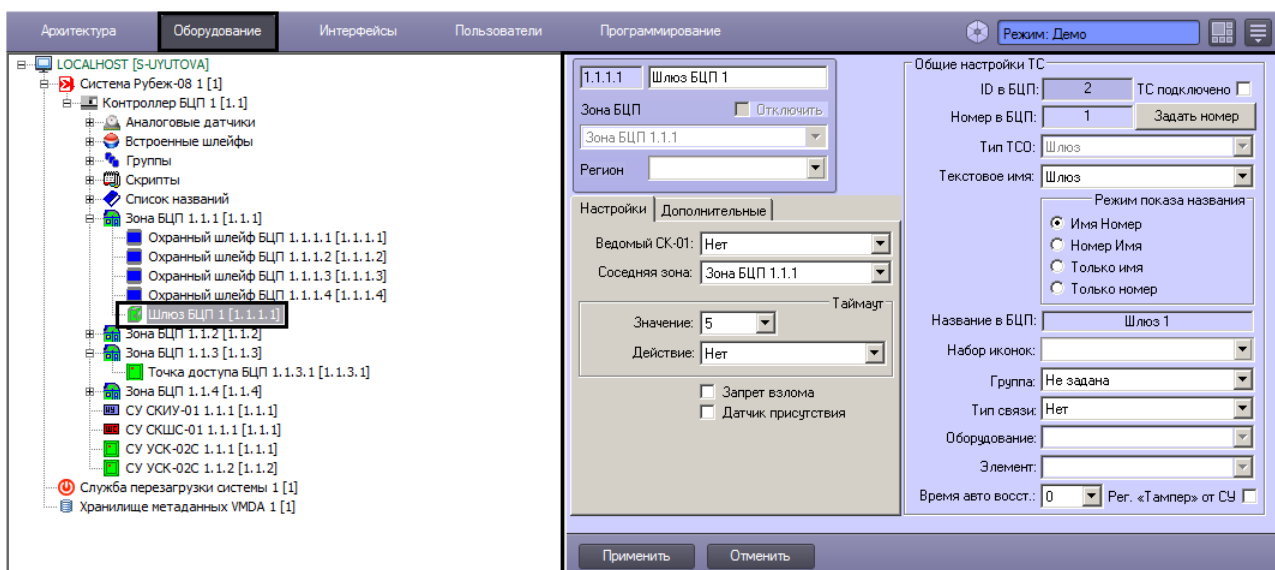 Архитектура Оборудование Интерфейсы Пользователи Программирование Режим: Демо
LOCALHOST [S-UYUTOVA]
Система Рубеж-08 1 [1]
Контроллер БЦП 1 [1.1]
Аналоговые датчики
Встроенные шлейфы
Группы
Скрипты
Список названий
Зона БЦП 1.1.1 [1.1.1]
Охранный шлейф БЦП 1.1.1.1 [1.1.1.1]
Охранный шлейф БЦП 1.1.1.2 [1.1.1.2]
Охранный шлейф БЦП 1.1.1.3 [1.1.1.3]
Охранный шлейф БЦП 1.1.1.4 [1.1.1.4]
Шлюз БЦП 1 [1.1.1.1]
Зона БЦП 1.1.2 [1.1.2]
Зона БЦП 1.1.3 [1.1.3]
Точка доступа БЦП 1.1.3.1 [1.1.3.1]
Зона БЦП 1.1.4 [1.1.4]
СУ СКИУ-01 1.1.1 [1.1.1]
СУ СКШС-01 1.1.1 [1.1.1]
СУ УСК-02С 1.1.1 [1.1.1]
СУ УСК-02С 1.1.2 [1.1.2]
Служба перезагрузки системы 1 [1]
Хранилище метаданных VMDA 1 [1]
1.1.1.1 Шлюз БЦП 1
Зона БЦП Отключить
Зона БЦП 1.1.1
Регион
Настройки Дополнительные
Ведомый СК-01: Нет
Соседняя зона: Зона БЦП 1.1.1
Таймаут
Значение: 5
Действие: Нет
Запрет взлома
Датчик присутствия
Общие настройки ТС
ID в БЦП: 2 ТС подключено
Номер в БЦП: 1 Задать номер
Тип ТСО: Шлюз
Текстовое имя: Шлюз
Режим показа названия
Имя Номер
Номер Имя
Только имя
Только номер
Название в БЦП: Шлюз 1
Набор иконок:
Группа: Не задана
Тип связи: Нет
Оборудование:
Элемент:
Время авто восст.: 0 Рег. «Тампер» от СУ
Применить Отменить